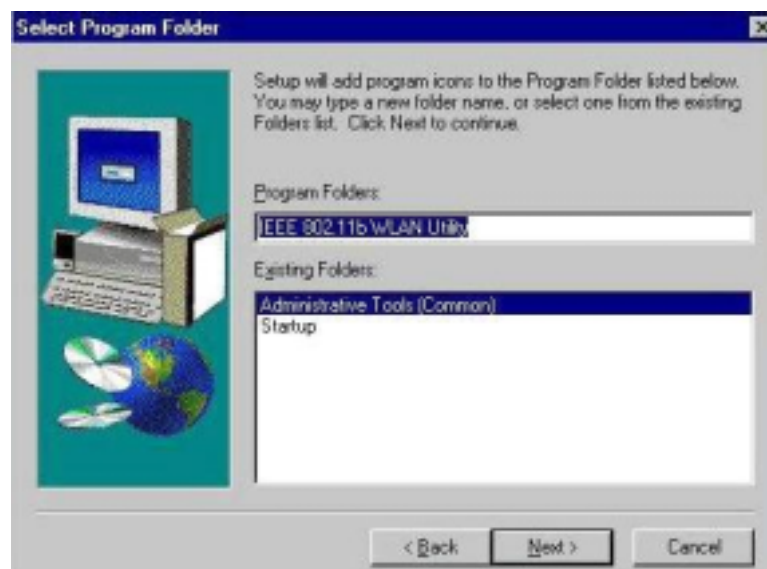 Select Program Folder
Setup will add program icons to the Program Folder listed below.
You may type a new folder name, or select one from the existing
Folders list. Click Next to continue.
Program Folders:
IEEE 802.11b WLAN Utility
Existing Folders:
Administrative Tools (Common)
Startup
< Back
Next >
Cancel